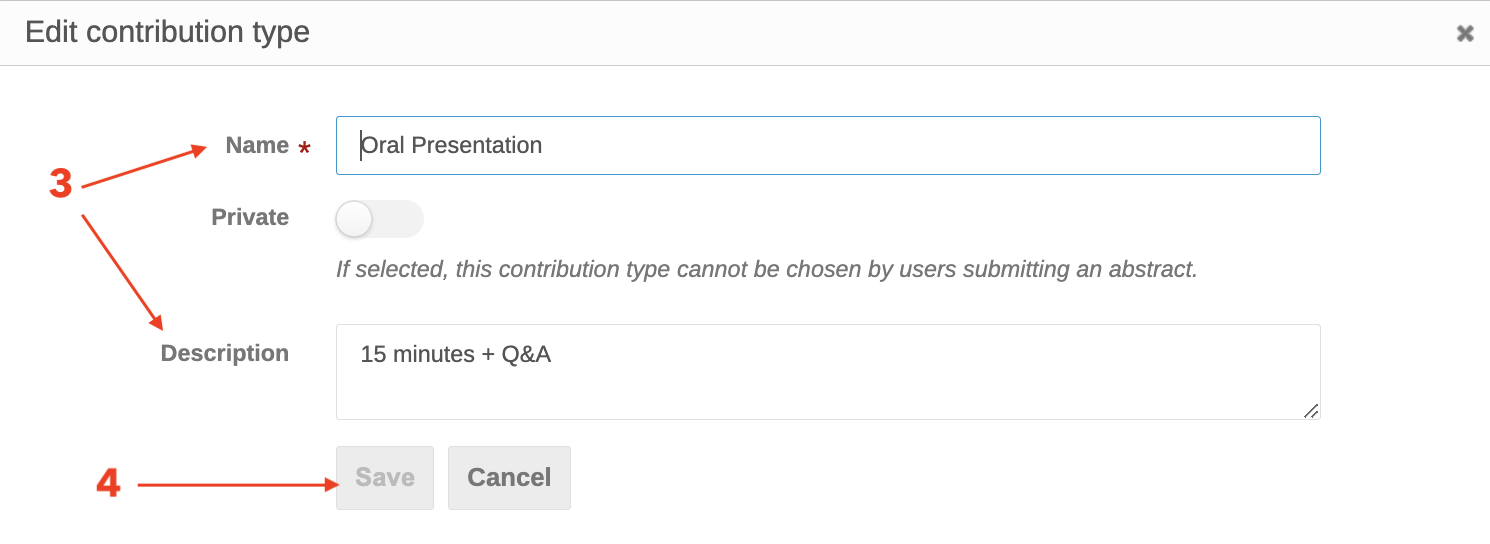 Edit contribution type
Name * Oral Presentation
3
Private
If selected, this contribution type cannot be chosen by users submitting an abstract.
Description 15 minutes + Q&A
4 Save Cancel